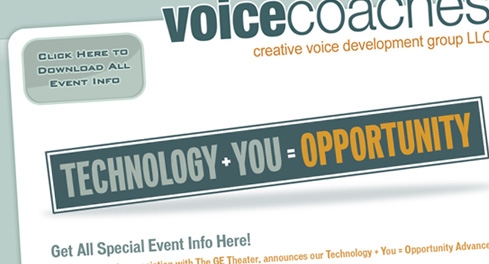 voicecoaches
creative voice development group LLC
CLICK HERE TO
DOWNLOAD ALL
EVENT INFO
TECHNOLOGY + YOU = OPPORTUNITY
Get All Special Event Info Here!
with The GE Theater, announces our Technology + You = Opportunity Advance